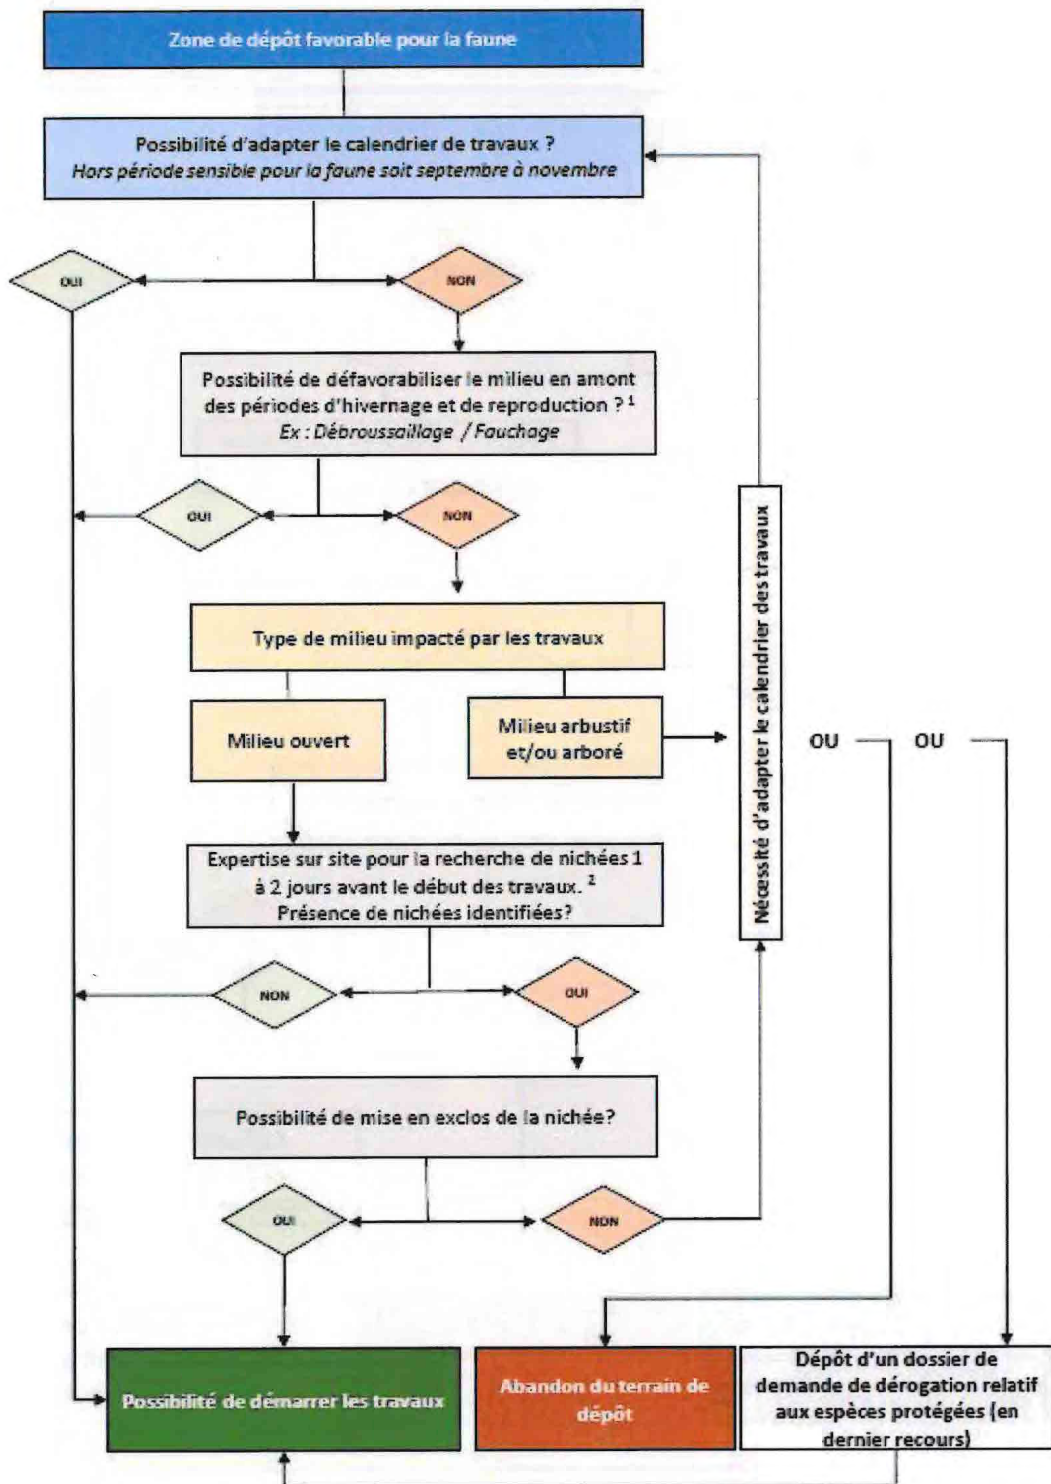 Zone de dépôt favorable pour la faune
Possibilité d'adapter le calendrier de travaux ?
Hors période sensible pour la faune soit septembre à novembre
OUI
NON
Possibilité de défavorabiliser le milieu en amont
des périodes d'hivernage et de reproduction ? 1
Ex : Débroussaillage / Fauchage
OUI
NON
Type de milieu impacté par les travaux
Milieu ouvert
Milieu arbustif
et/ou arboré
Nécessité d'adapter le calendrier des travaux
OU
OU
Expertise sur site pour la recherche de nichées 1
à 2 jours avant le début des travaux. 2
Présence de nichées identifiées?
NON
OUI
Possibilité de mise en exclos de la nichée?
OUI
NON
Possibilité de démarrer les travaux
Abandon du terrain de
dépôt
Dépôt d'un dossier de
demande de dérogation relatif
aux espèces protégées (en
dernier recours)